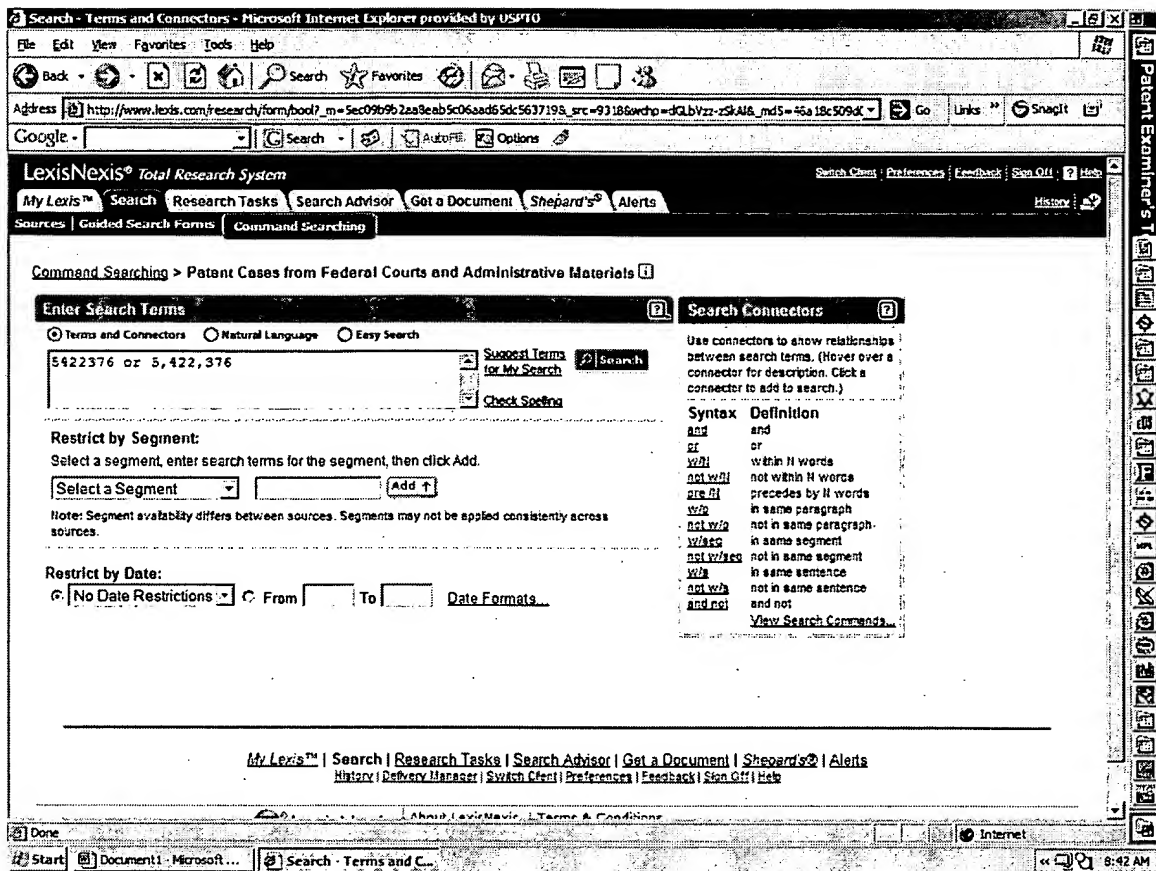 Search - Terms and Connectors - Microsoft Internet Explorer provided by USPTO
File Edit View Favorites Tools Help
Back Search Favorites
Address http://www.lexis.com/research/form/bool?_m=5ec09b9b2aa8eab5c06aad65dc563719&_src=9318&wchp=dGLbVzz-zSkAl&_md5=46a18c509d Go Links » SnagIt
Google Search AutoFill Options
LexisNexis® Total Research System
Switch Client | Preferences | Feedback | Sign Off | ? Help
My Lexis™ Search Research Tasks Search Advisor Get a Document Shepard's® Alerts
History
Sources | Guided Search Forms | Command Searching
Command Searching > Patent Cases from Federal Courts and Administrative Materials i
Enter Search Terms ?
Terms and Connectors Natural Language Easy Search
5422376 or 5,422,376
Suggest Terms for My Search
Search
Check Spelling
Restrict by Segment:
Select a segment, enter search terms for the segment, then click Add.
Select a Segment Add ↑
Note: Segment availability differs between sources. Segments may not be applied consistently across
sources.
Restrict by Date:
No Date Restrictions From To Date Formats...
Search Connectors ?
Use connectors to show relationships
between search terms. (Hover over a
connector for description. Click a
connector to add to search.)
Syntax Definition
and and
or or
w/N within N words
not w/N not within N words
pre /N precedes by N words
w/p in same paragraph
not w/p not in same paragraph
w/seg in same segment
not w/seg not in same segment
w/s in same sentence
not w/s not in same sentence
and not and not
View Search Commands...
My Lexis™ | Search | Research Tasks | Search Advisor | Get a Document | Shepard's® | Alerts
History | Delivery Manager | Switch Client | Preferences | Feedback | Sign Off | Help
About LexisNexis | Terms & Conditions
Done Internet
Start Document1 - Microsoft ... Search - Terms and C... « 8:42 AM
Patent Examiner's T